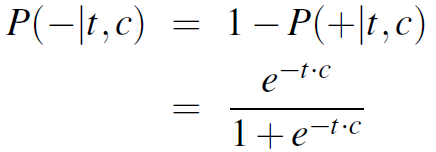 P(−|t,c) = 1 − P(+|t,c)
= e^{−t·c} / (1 + e^{−t·c})